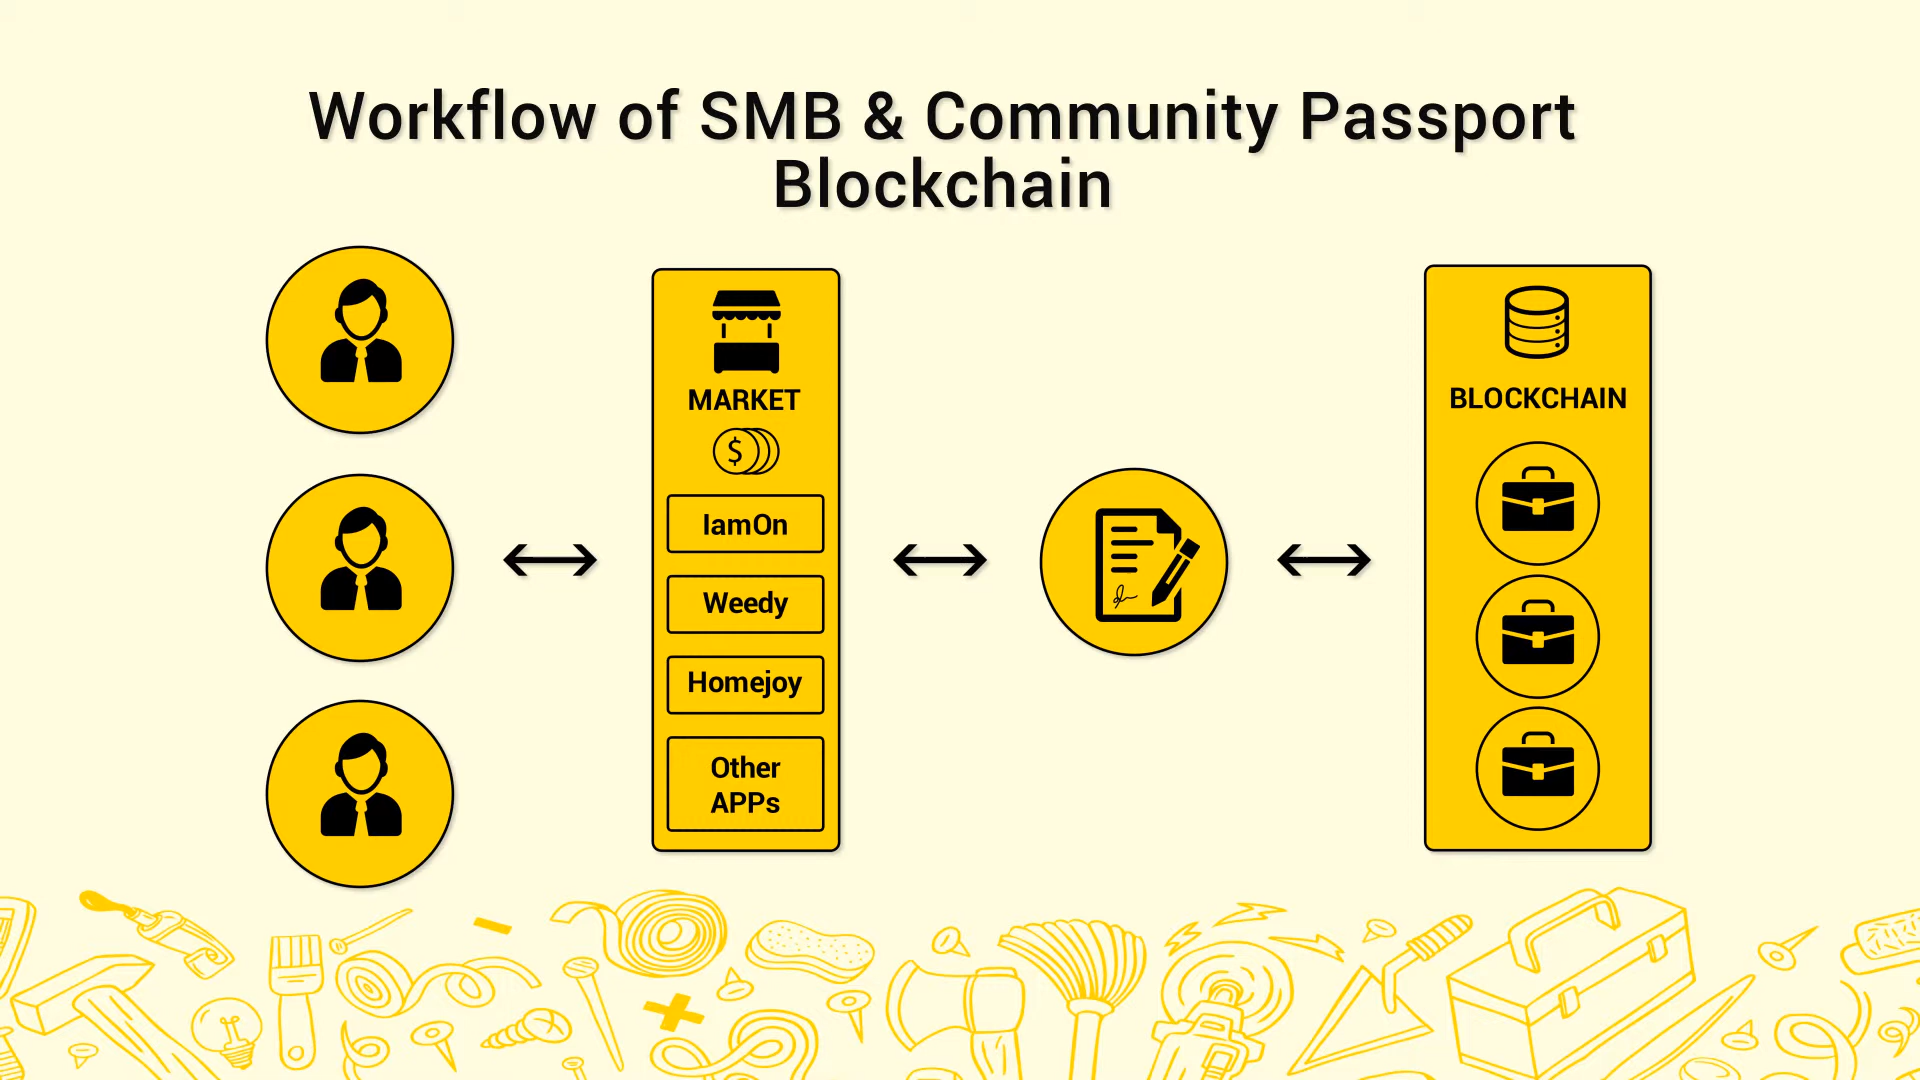 Workflow of SMB & Community Passport
Blockchain
MARKET
$
IamOn
Weedy
Homejoy
Other
APPs
BLOCKCHAIN